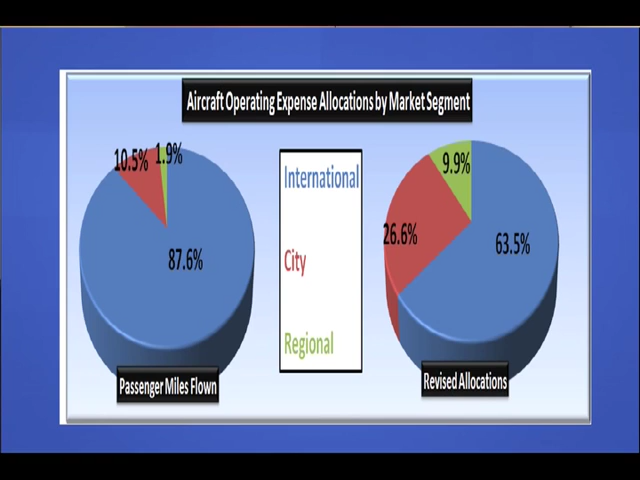 Aircraft Operating Expense Allocations by Market Segment
10.5% 1.9%
87.6%
Passenger Miles Flown
International
City
Regional
9.9%
26.6%
63.5%
Revised Allocations